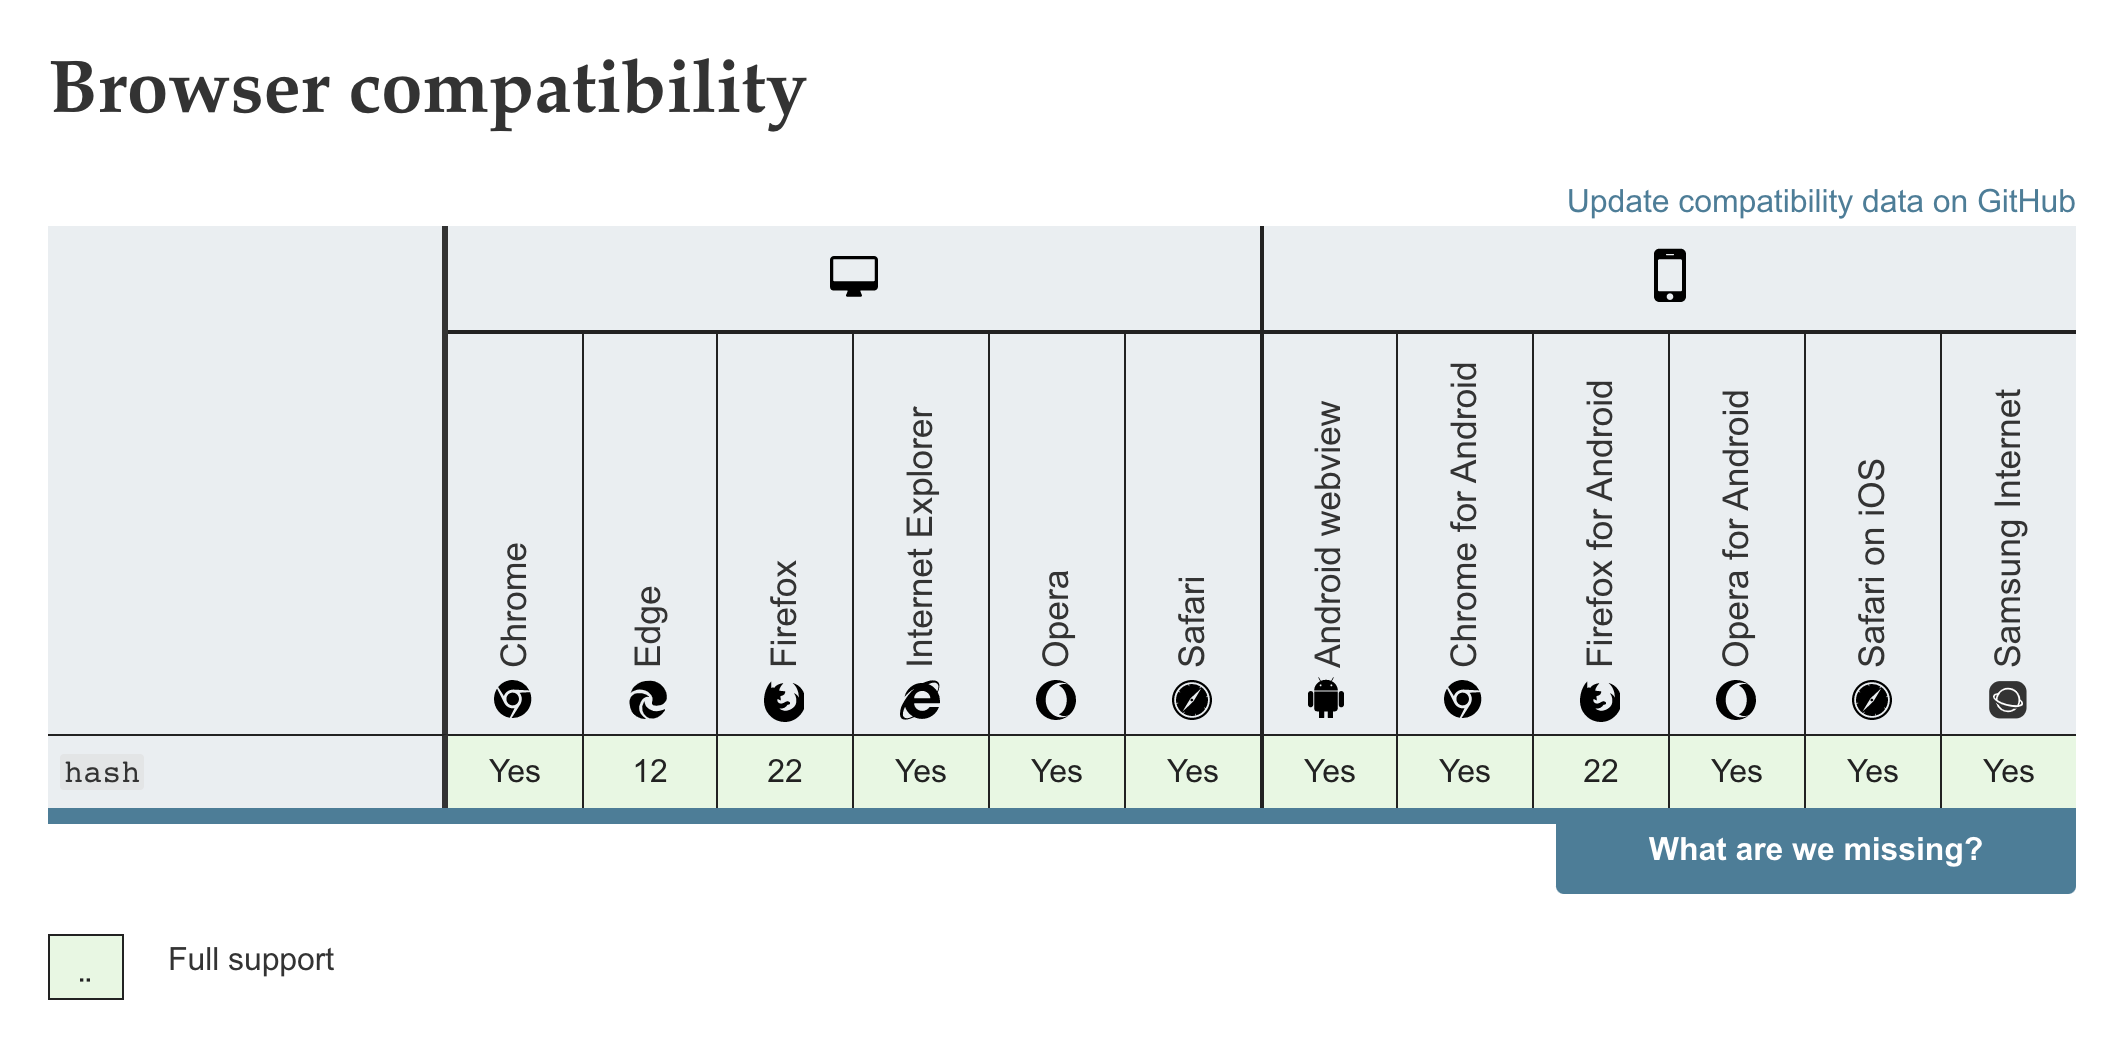 Browser compatibility
Update compatibility data on GitHub
Chrome
Edge
Firefox
Internet Explorer
Opera
Safari
Android webview
Chrome for Android
Firefox for Android
Opera for Android
Safari on iOS
Samsung Internet
hash Yes 12 22 Yes Yes Yes Yes Yes 22 Yes Yes Yes
What are we missing?
.. Full support